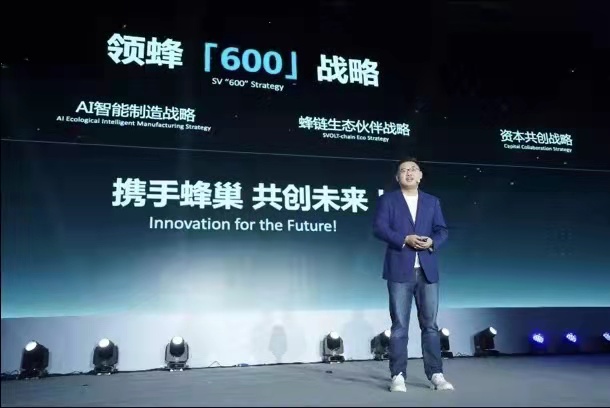 领蜂「600」战略
SV "600" Strategy
AI智能制造战略
AI Ecological Intelligent Manufacturing Strategy
蜂链生态伙伴战略
SVOLT-chain Eco Strategy
资本共创战略
Capital Collaboration Strategy
携手蜂巢 共创未来！
Innovation for the Future!